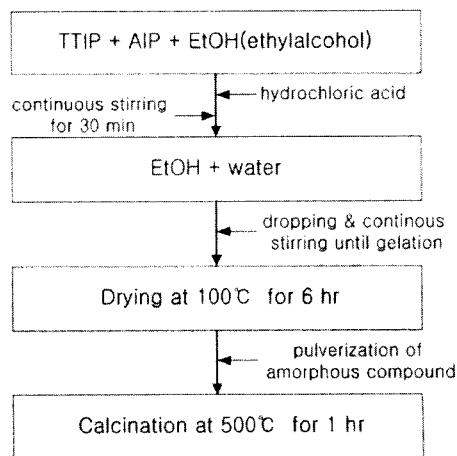 TTIP + AIP + EtOH(ethylalcohol)
hydrochloric acid
continuous stirring
for 30 min
EtOH + water
dropping & continous
stirring until gelation
Drying at 100℃ for 6 hr
pulverization of
amorphous compound
Calcination at 500℃ for 1 hr